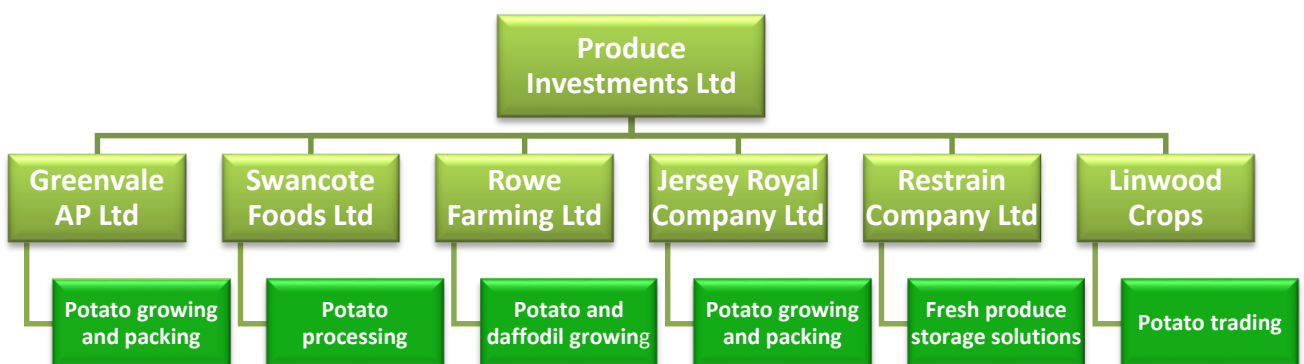 Produce
Investments Ltd
Greenvale
AP Ltd
Swancote
Foods Ltd
Rowe
Farming Ltd
Jersey Royal
Company Ltd
Restrain
Company Ltd
Linwood
Crops
Potato growing
and packing
Potato
processing
Potato and
daffodil growing
Potato growing
and packing
Fresh produce
storage solutions
Potato trading